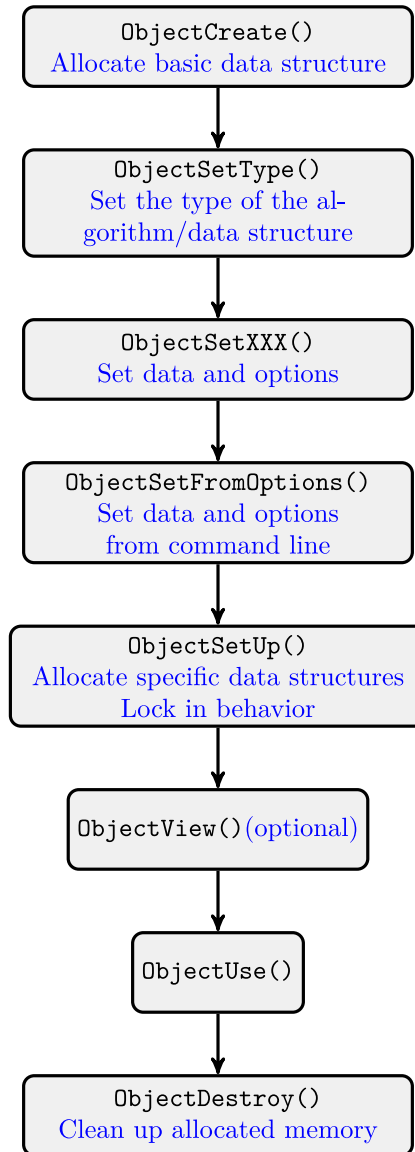 ObjectCreate()
Allocate basic data structure
ObjectSetType()
Set the type of the al-
gorithm/data structure
ObjectSetXXX()
Set data and options
ObjectSetFromOptions()
Set data and options
from command line
ObjectSetUp()
Allocate specific data structures
Lock in behavior
ObjectView()(optional)
ObjectUse()
ObjectDestroy()
Clean up allocated memory